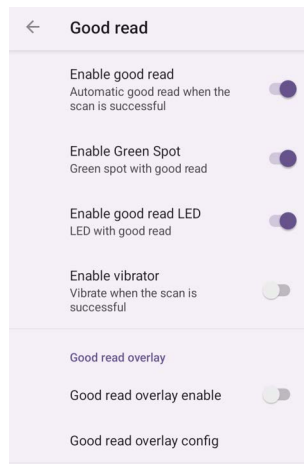 Good read
Enable good read
Automatic good read when the
scan is successful
Enable Green Spot
Green spot with good read
Enable good read LED
LED with good read
Enable vibrator
Vibrate when the scan is
successful
Good read overlay
Good read overlay enable
Good read overlay config